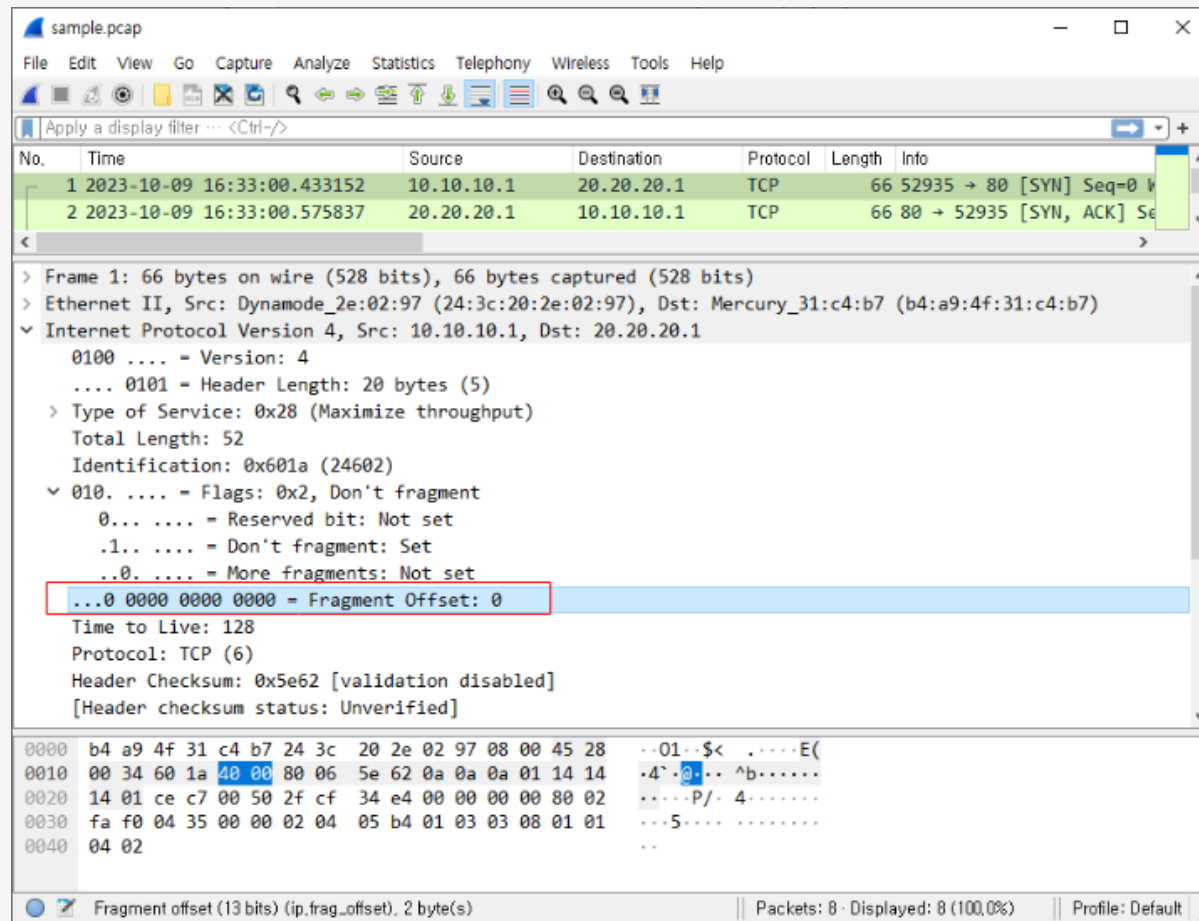 sample.pcap
File Edit View Go Capture Analyze Statistics Telephony Wireless Tools Help
Apply a display filter ··· <Ctrl-/>
No. Time Source Destination Protocol Length Info
1 2023-10-09 16:33:00.433152 10.10.10.1 20.20.20.1 TCP 66 52935 → 80 [SYN] Seq=0
2 2023-10-09 16:33:00.575837 20.20.20.1 10.10.10.1 TCP 66 80 → 52935 [SYN, ACK] Se
> Frame 1: 66 bytes on wire (528 bits), 66 bytes captured (528 bits)
> Ethernet II, Src: Dynamode_2e:02:97 (24:3c:20:2e:02:97), Dst: Mercury_31:c4:b7 (b4:a9:4f:31:c4:b7)
Internet Protocol Version 4, Src: 10.10.10.1, Dst: 20.20.20.1
0100 .... = Version: 4
.... 0101 = Header Length: 20 bytes (5)
> Type of Service: 0x28 (Maximize throughput)
Total Length: 52
Identification: 0x601a (24602)
010. .... = Flags: 0x2, Don't fragment
0... .... = Reserved bit: Not set
.1.. .... = Don't fragment: Set
..0. .... = More fragments: Not set
...0 0000 0000 0000 = Fragment Offset: 0
Time to Live: 128
Protocol: TCP (6)
Header Checksum: 0x5e62 [validation disabled]
[Header checksum status: Unverified]
0000 b4 a9 4f 31 c4 b7 24 3c 20 2e 02 97 08 00 45 28 ··O1··$< .····E(
0010 00 34 60 1a 40 00 80 06 5e 62 0a 0a 0a 01 14 14 ·4`·@··· ^b······
0020 14 01 ce c7 00 50 2f cf 34 e4 00 00 00 00 80 02 ·····P/· 4·······
0030 fa f0 04 35 00 00 02 04 05 b4 01 03 03 08 01 01 ···5···· ········
0040 04 02 ··
Fragment offset (13 bits) (ip.frag_offset), 2 byte(s) Packets: 8 · Displayed: 8 (100.0%) Profile: Default